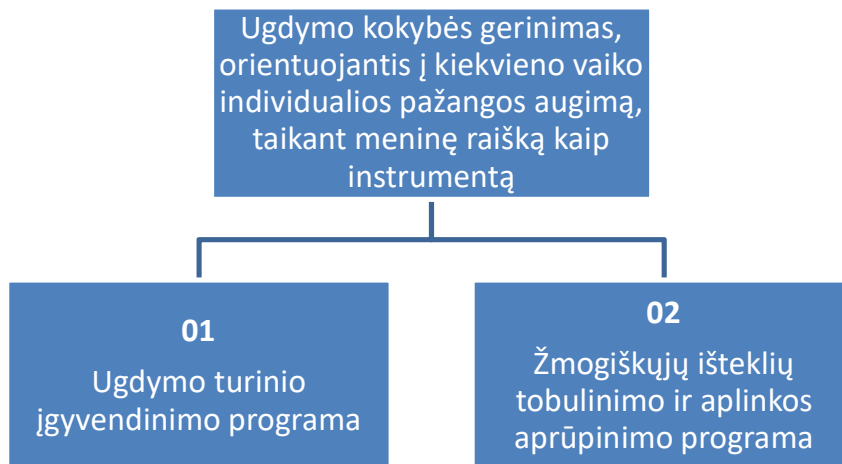 Ugdymo kokybės gerinimas,
orientuojantis į kiekvieno vaiko
individualios pažangos augimą,
taikant meninę raišką kaip
instrumentą
01
Ugdymo turinio
įgyvendinimo programa
02
Žmogiškųjų išteklių
tobulinimo ir aplinkos
aprūpinimo programa